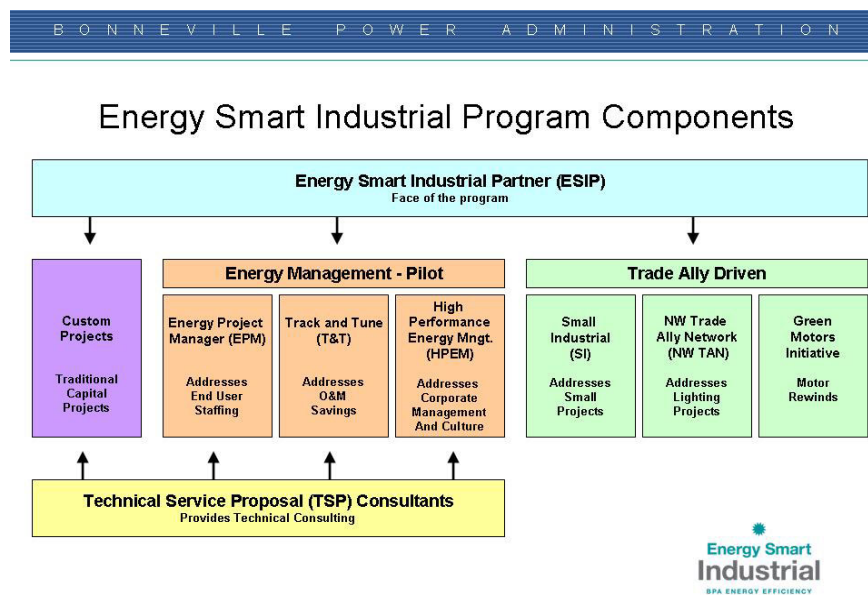 BONNEVILLE POWER ADMINISTRATION
Energy Smart Industrial Program Components
Energy Smart Industrial Partner (ESIP)
Face of the program
Custom
Projects
Traditional
Capital
Projects
Energy Management - Pilot
Energy Project
Manager (EPM)
Addresses
End User
Staffing
Track and Tune
(T&T)
Addresses
O&M
Savings
High
Performance
Energy Mngt.
(HPEM)
Addresses
Corporate
Management
And Culture
Trade Ally Driven
Small
Industrial
(SI)
Addresses
Small
Projects
NW Trade
Ally Network
(NW TAN)
Addresses
Lighting
Projects
Green
Motors
Initiative
Motor
Rewinds
Technical Service Proposal (TSP) Consultants
Provides Technical Consulting
Energy Smart
Industrial
BPA ENERGY EFFICIENCY